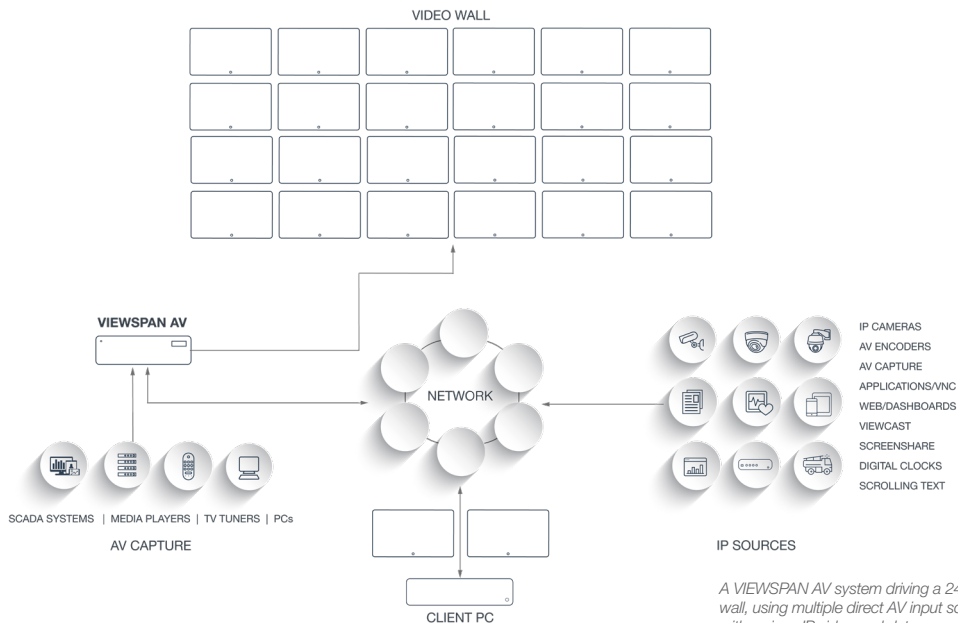 VIDEO WALL
VIEWSPAN AV
NETWORK
IP CAMERAS
AV ENCODERS
AV CAPTURE
APPLICATIONS/VNC
WEB/DASHBOARDS
VIEWCAST
SCREENSHARE
DIGITAL CLOCKS
SCROLLING TEXT
SCADA SYSTEMS | MEDIA PLAYERS | TV TUNERS | PCs
AV CAPTURE
IP SOURCES
CLIENT PC
A VIEWSPAN AV system driving a 24
wall, using multiple direct AV input